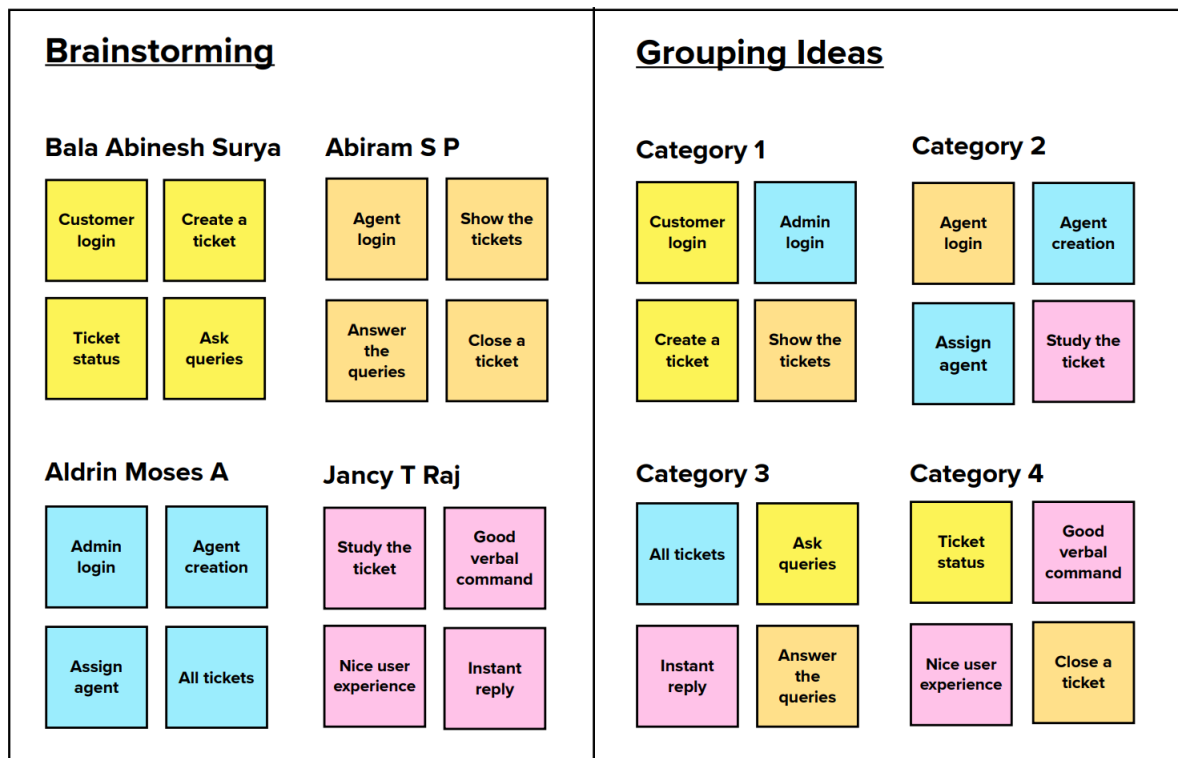 Brainstorming
Bala Abinesh Surya
Customer
login
Create a
ticket
Ticket
status
Ask
queries
Abiram S P
Agent
login
Show the
tickets
Answer
the
queries
Close a
ticket
Aldrin Moses A
Admin
login
Agent
creation
Assign
agent
All tickets
Jancy T Raj
Study the
ticket
Good
verbal
command
Nice user
experience
Instant
reply
Grouping Ideas
Category 1
Customer
login
Admin
login
Create a
ticket
Show the
tickets
Category 2
Agent
login
Agent
creation
Assign
agent
Study the
ticket
Category 3
All tickets
Ask
queries
Instant
reply
Answer
the
queries
Category 4
Ticket
status
Good
verbal
command
Nice user
experience
Close a
ticket